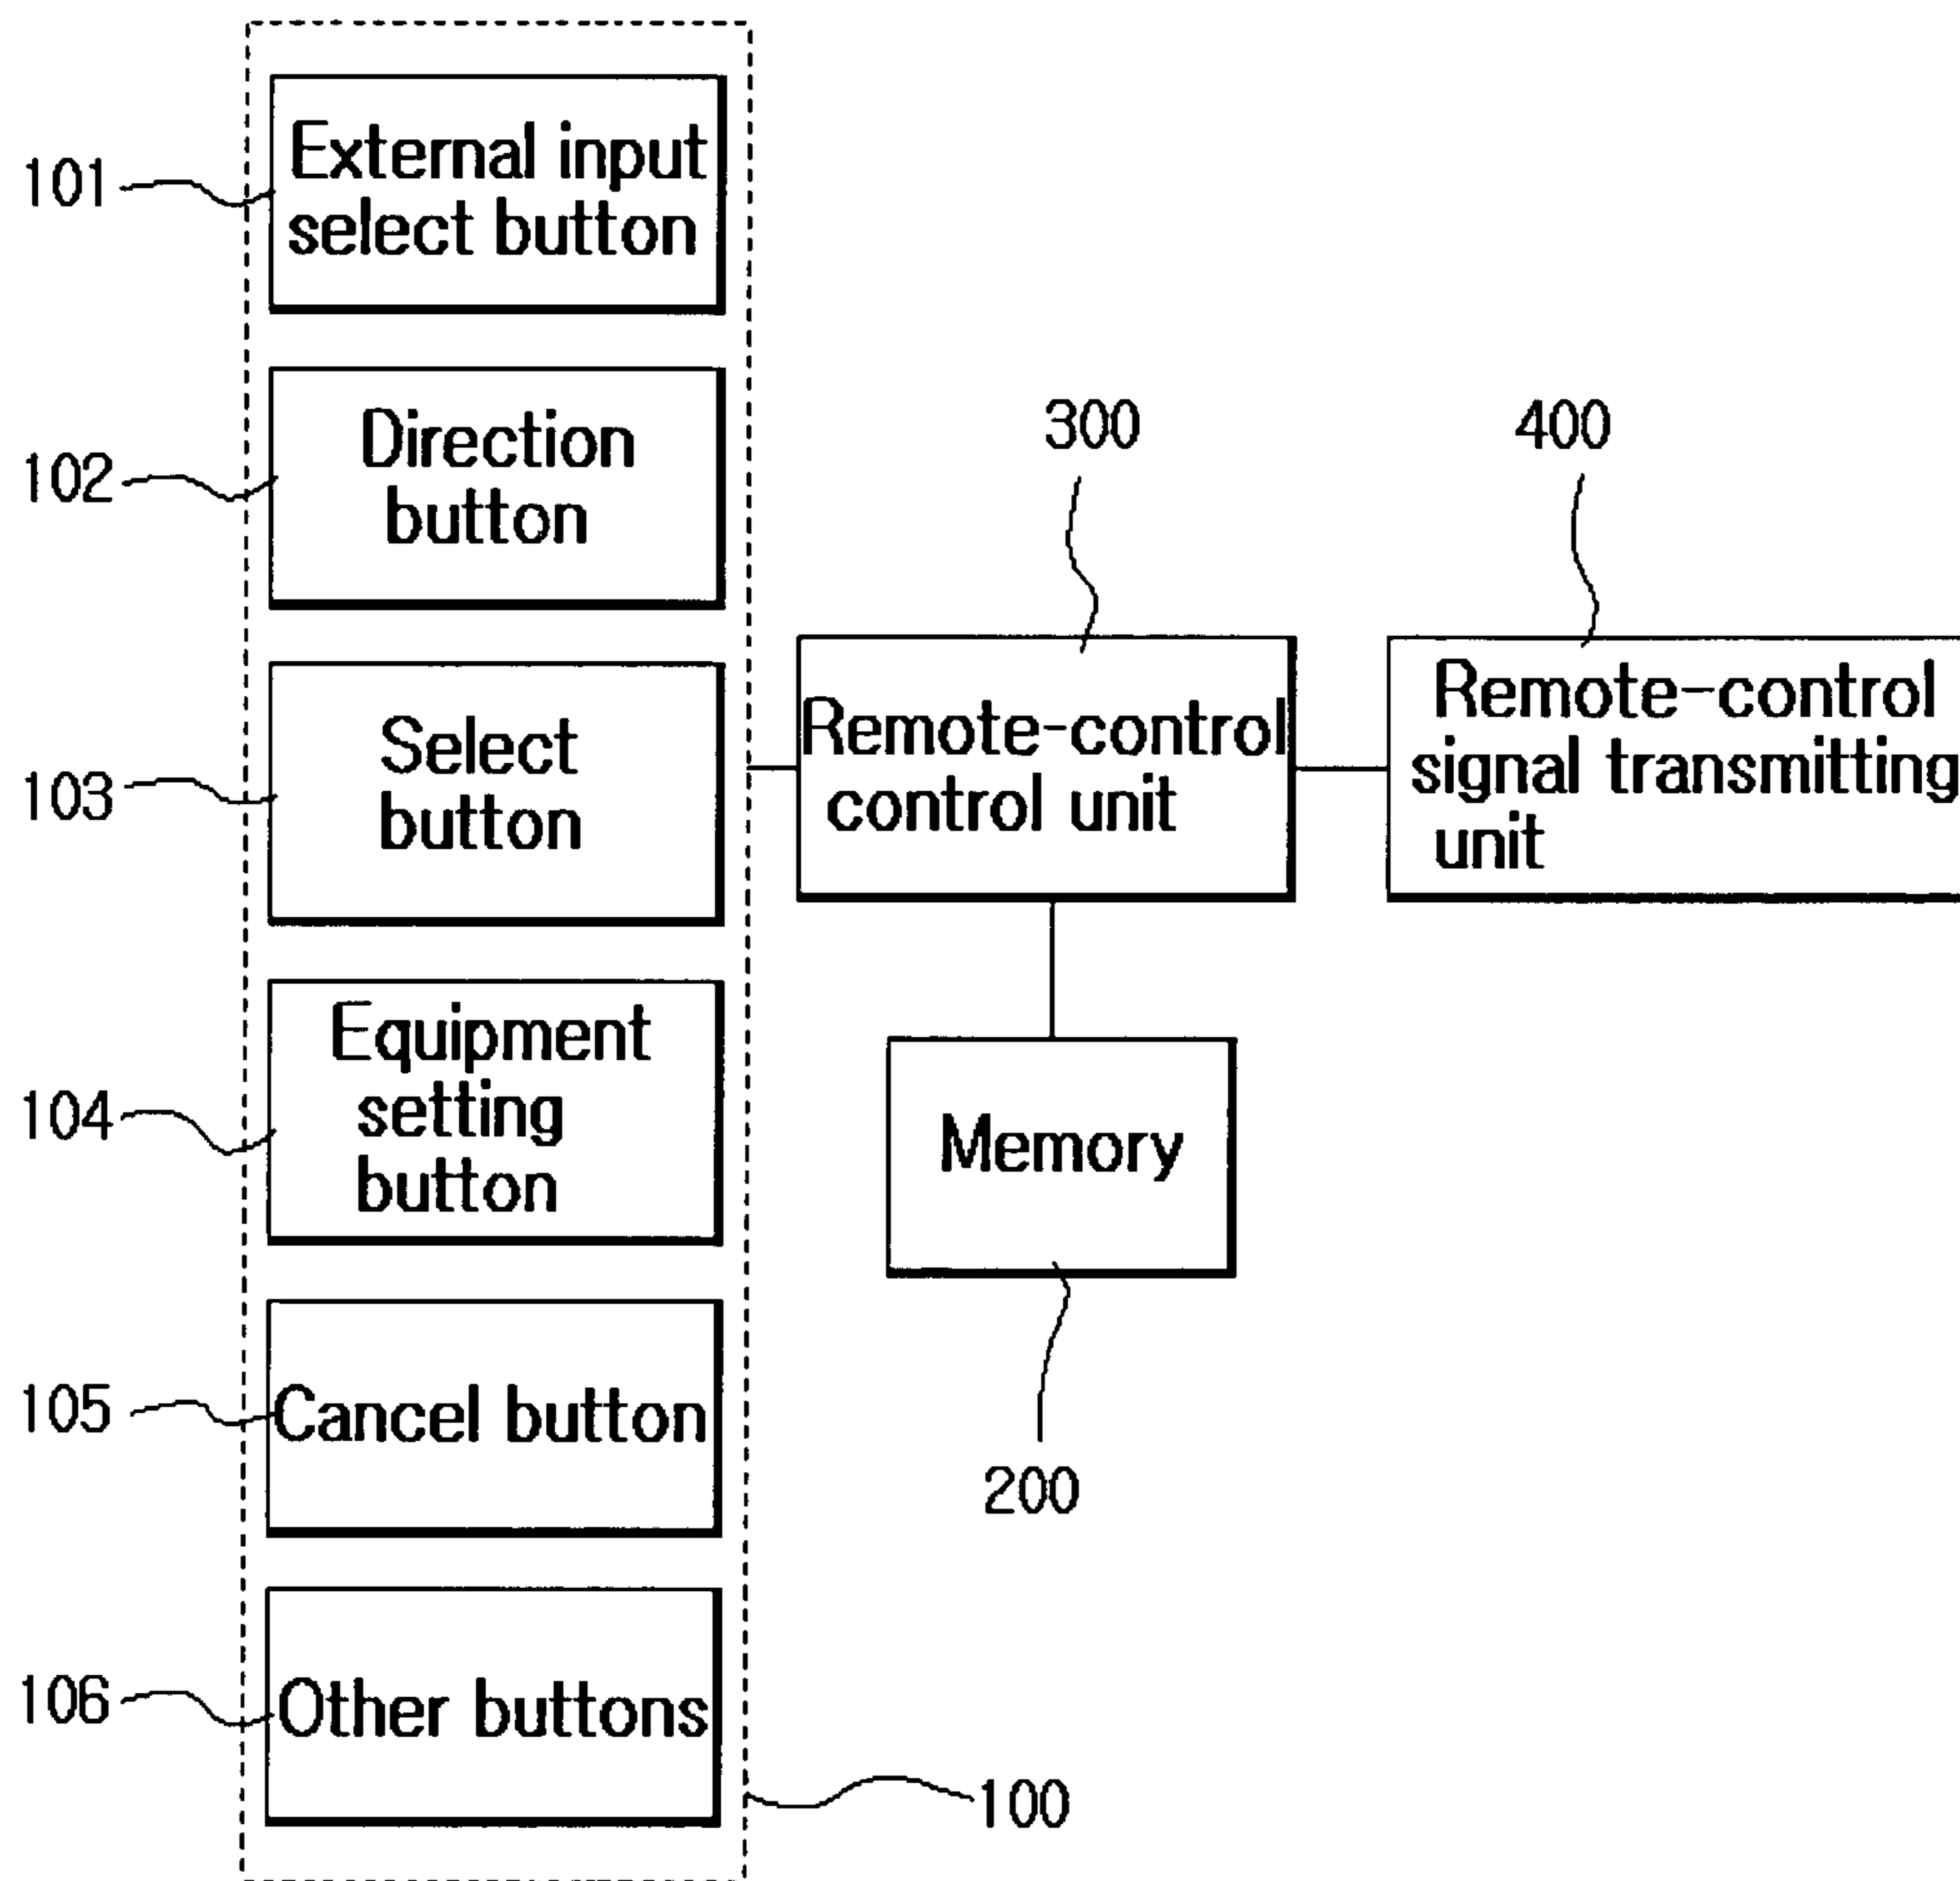 101
External input
select button
102
Direction
button
103
Select
button
104
Equipment
setting
button
105
Cancel button
106
Other buttons
100
300
Remote-control
control unit
400
Remote-control
signal transmitting
unit
Memory
200